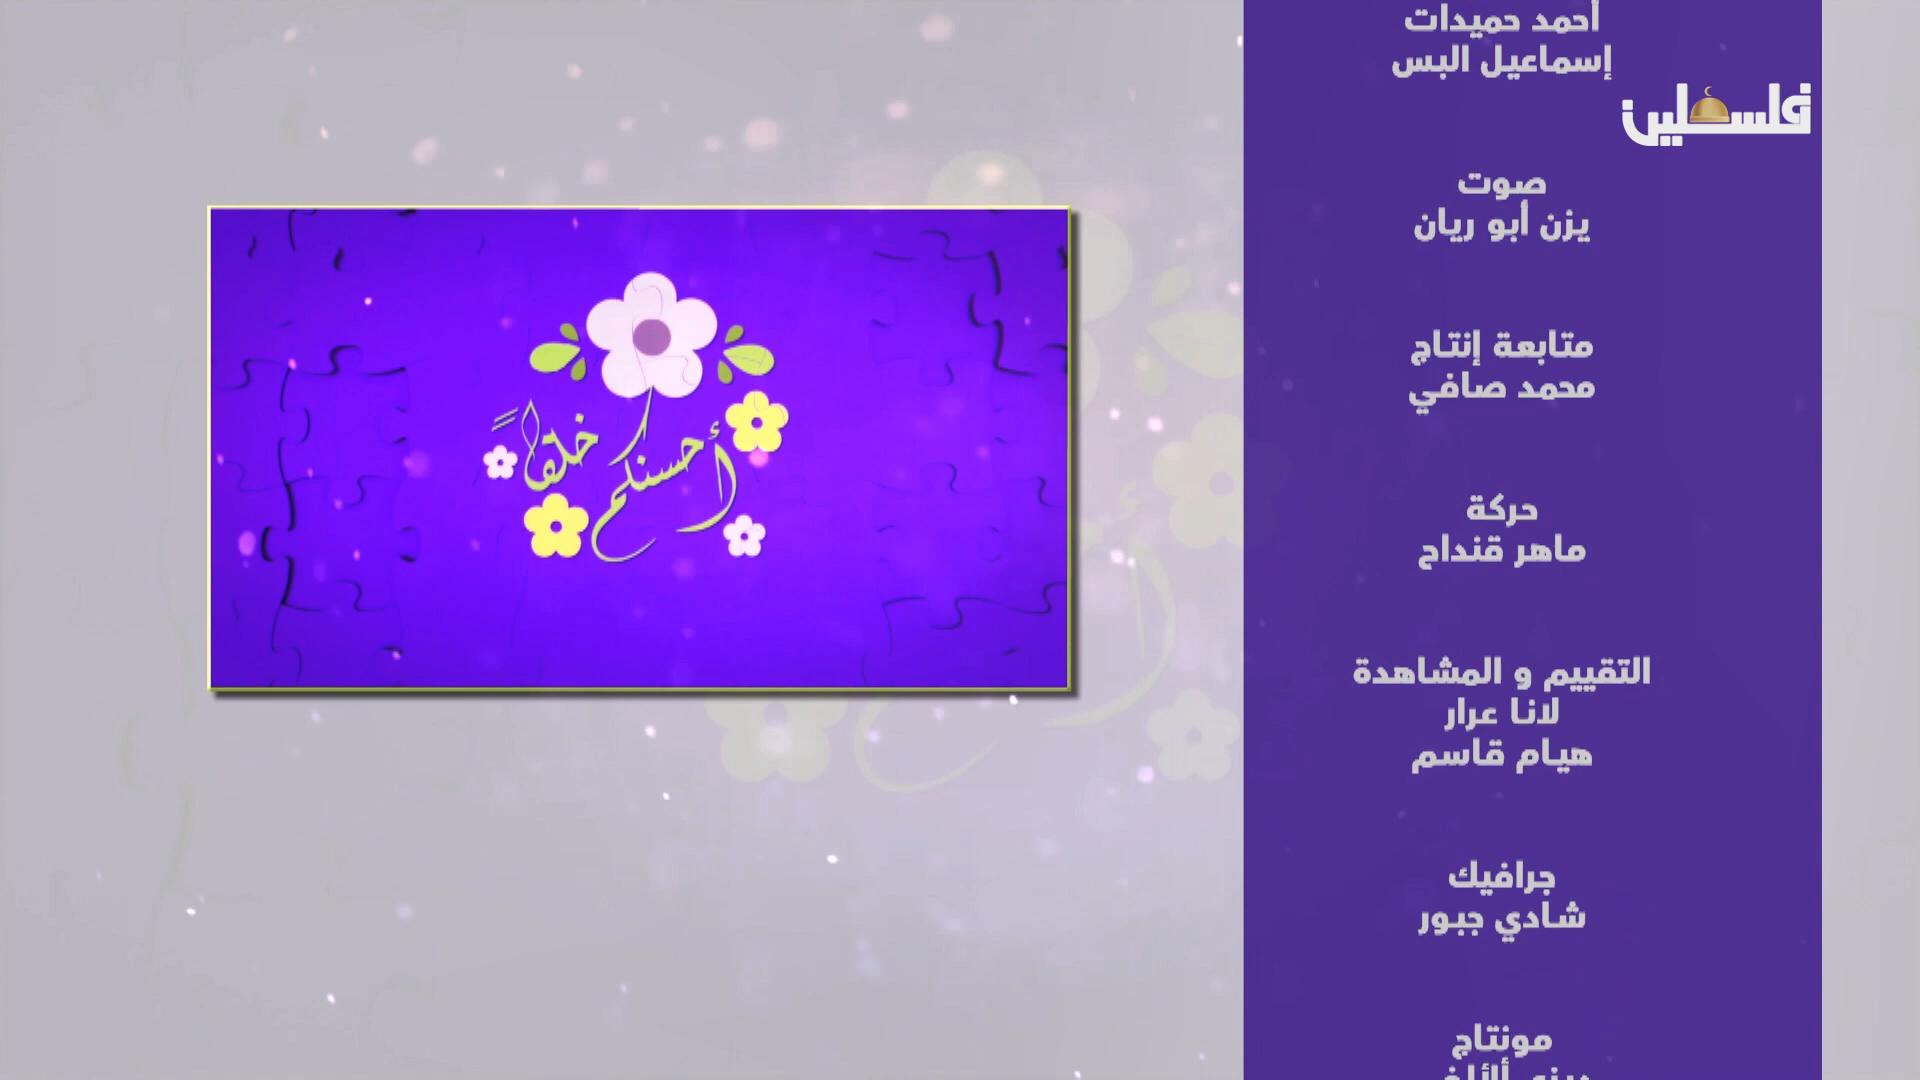 أحمد حميدات
إسماعيل البس
فلسطين
صوت
يزن أبو ريان
متابعة إنتاج
محمد صافي
حركة
ماهر قنداح
التقييم و المشاهدة
لانا عرار
هيام قاسم
جرافيك
شادي جبور
مونتاج
أحسنكم خلقاً